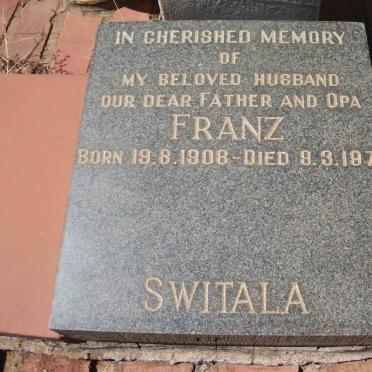 IN CHERISHED MEMORY
OF
MY BELOVED HUSBAND
OUR DEAR FATHER AND OPA
FRANZ
BORN 19.8.1908 - DIED 9.3.197
SWITALA